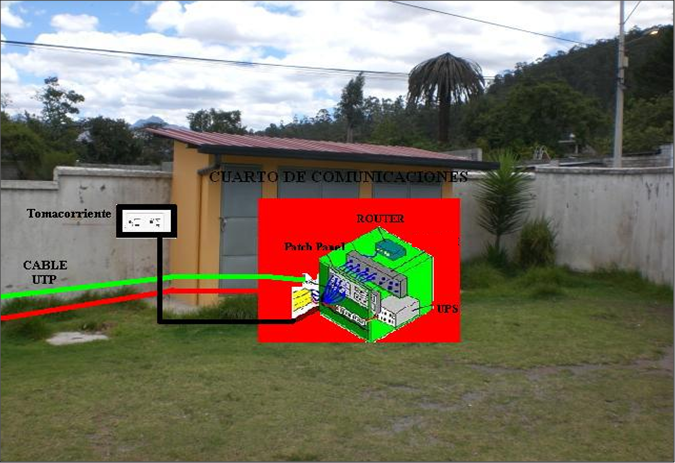 CUARTO DE COMUNICACIONES
Tomacorriente
ROUTER
Patch Panel
CABLE
UTP
UPS